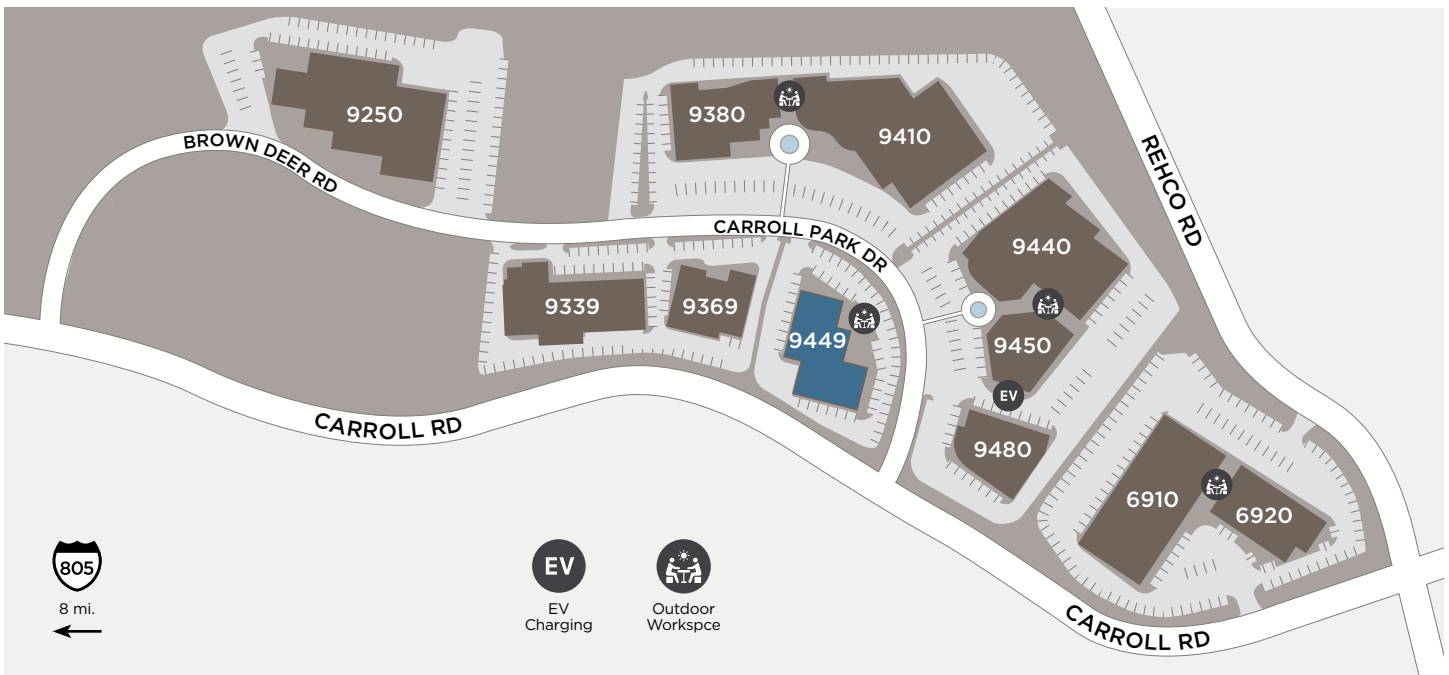 9250
9380
9410
BROWN DEER RD
REHCO RD
CARROLL PARK DR
9440
9339
9369
9449
9450
EV
CARROLL RD
9480
6910
6920
805
8 mi.
EV
EV
Charging
Outdoor
Workspce
CARROLL RD